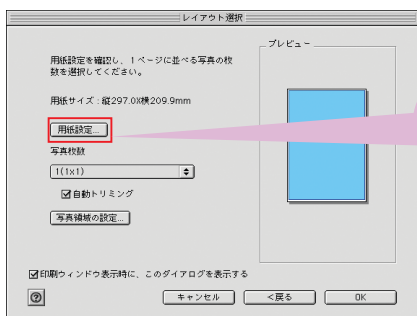 レイアウト選択
プレビュー
用紙設定を確認し、1ページに並べる写真の枚
数を選択してください。
用紙サイズ:縦297.0X横209.9mm
用紙設定...
写真枚数
1(1x1)
自動トリミング
写真領域の設定...
印刷ウィンドウ表示時に、このダイアログを表示する
?
キャンセル
<戻る
OK